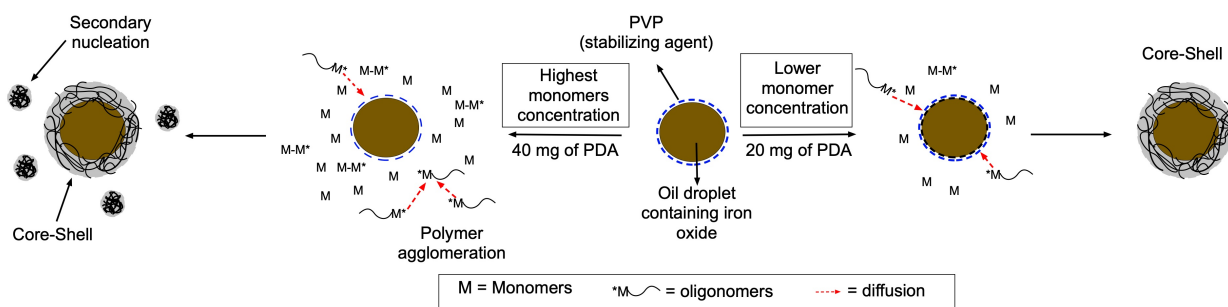 Secondary
nucleation
Core-Shell
M*
M-M*
M
M
M
M
M-M*
M
M
M
M-M*
M
M-M*
M
M
M
M
*M
M*
*M
Polymer
agglomeration
Highest
monomers
concentration
40 mg of PDA
PVP
(stabilizing agent)
Oil droplet
containing iron
oxide
Lower
monomer
concentration
20 mg of PDA
M*
M-M*
M
M
M
M
M
*M
M
Core-Shell
M = Monomers
*M = oligonomers
= diffusion